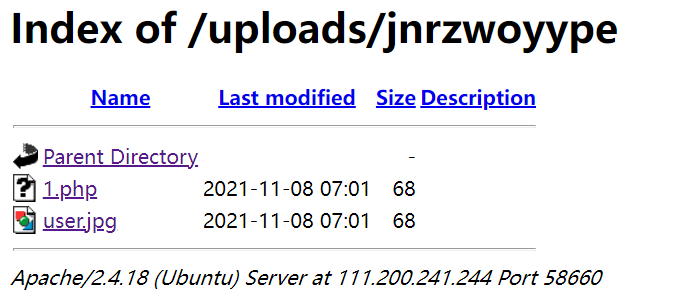 Index of /uploads/jnrzwoyype
Name Last modified Size Description
Parent Directory -
1.php 2021-11-08 07:01 68
user.jpg 2021-11-08 07:01 68
Apache/2.4.18 (Ubuntu) Server at 111.200.241.244 Port 58660